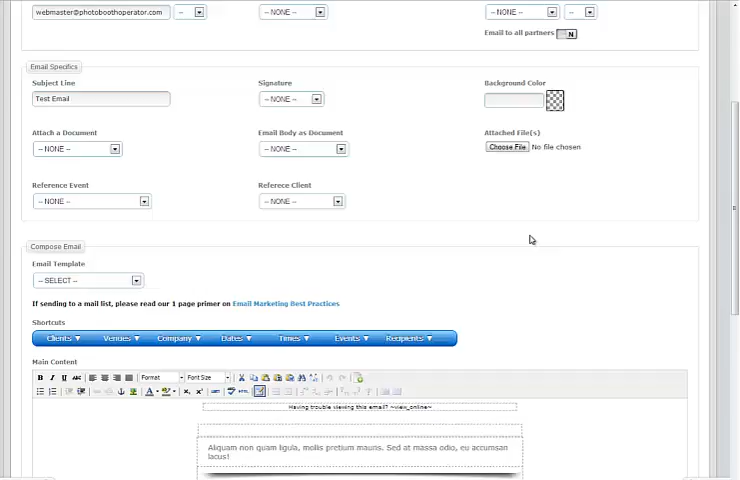 webmaster@photoboothoperator.com -- -- NONE -- -- NONE -- --
Email to all partners N
Email Specifics
Subject Line Signature Background Color
Test Email -- NONE --
Attach a Document Email Body as Document Attached File(s)
-- NONE -- -- NONE -- Choose File No file chosen
Reference Event Referece Client
-- NONE -- -- NONE --
Compose Email
Email Template
-- SELECT --
If sending to a mail list, please read our 1 page primer on Email Marketing Best Practices
Shortcuts
Clients ▼ Venues ▼ Company ▼ Dates ▼ Times ▼ Events ▼ Recipients ▼
Main Content
B I U ABC Format Font Size
A HTML
Having trouble viewing this email? ~view_online~
Aliquam non quam ligula, mollis pretium mauris. Sed at massa odio, eu accumsan
lacus!